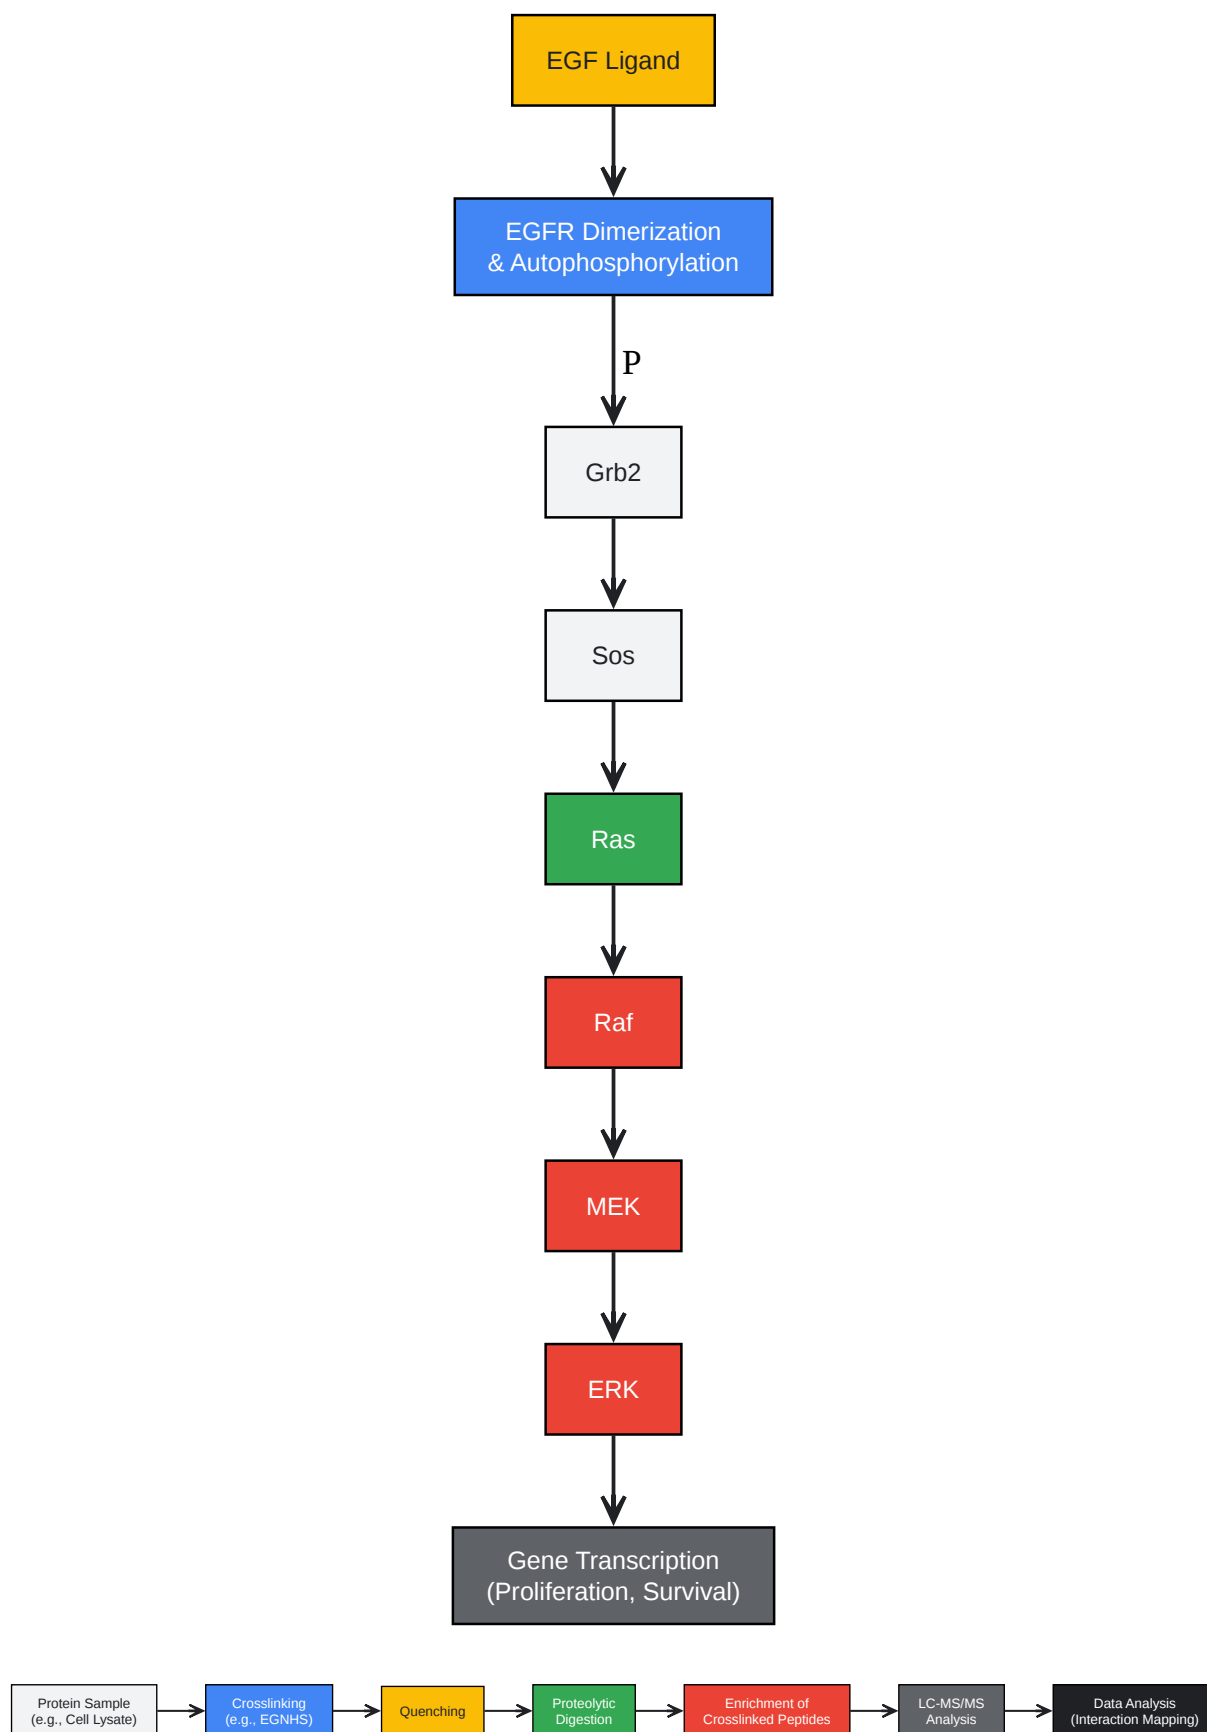 EGF Ligand
EGFR Dimerization
& Autophosphorylation
P
Grb2
Sos
Ras
Raf
MEK
ERK
Gene Transcription
(Proliferation, Survival)
Protein Sample
(e.g., Cell Lysate)
Crosslinking
(e.g., EGNHS)
Quenching
Proteolytic
Digestion
Enrichment of
Crosslinked Peptides
LC-MS/MS
Analysis
Data Analysis
(Interaction Mapping)